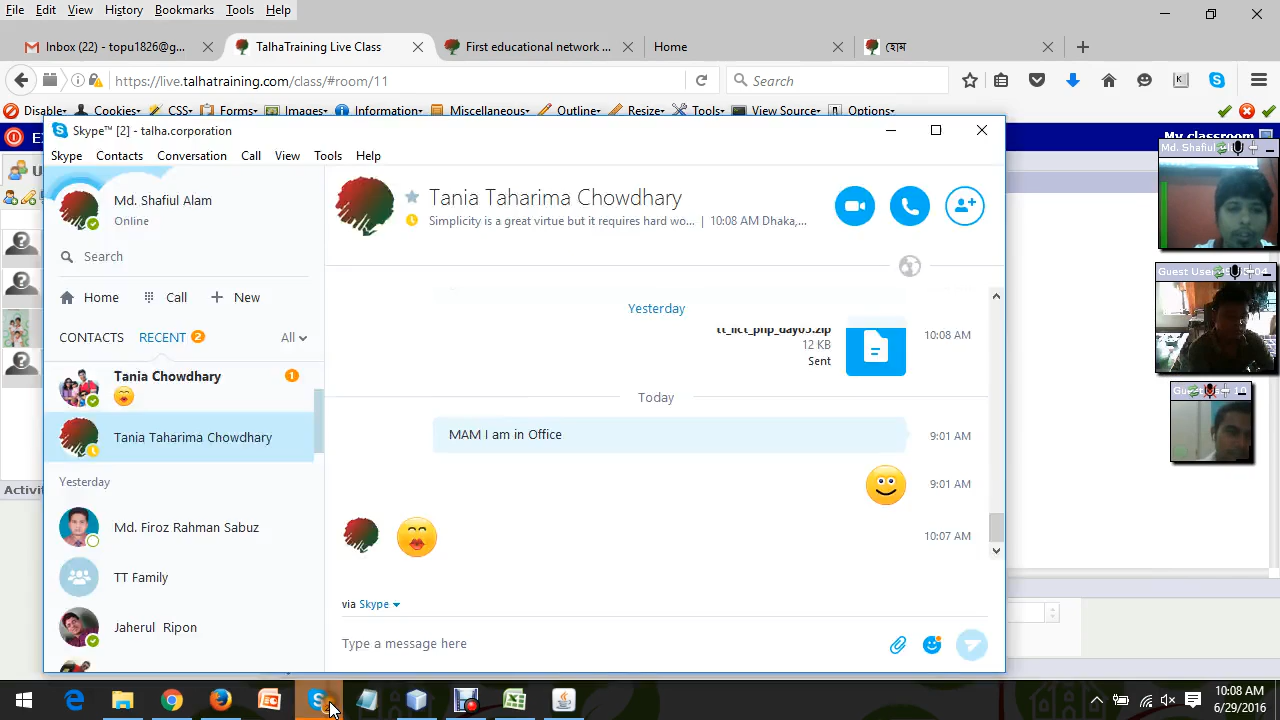 File Edit View History Bookmarks Tools Help
Inbox (22) - topu1826@g...
TalhaTraining Live Class
First educational network ...
Home
হোম
https://live.talhatraining.com/class/#room/11
Search
Disable Cookies CSS Forms Images Information Miscellaneous Outline Resize Tools View Source Options
My classroom
Skype™ [2] - talha.corporation
Skype Contacts Conversation Call View Tools Help
Md. Shafiul Alam
Online
Search
Home Call New
CONTACTS RECENT 2 All
Tania Chowdhary 1
Tania Taharima Chowdhary
Yesterday
Md. Firoz Rahman Sabuz
TT Family
Jaherul Ripon
Tania Taharima Chowdhary
Simplicity is a great virtue but it requires hard wo... | 10:08 AM Dhaka,...
Yesterday
tt_lict_php_day05.zip
12 KB
Sent
10:08 AM
Today
MAM I am in Office 9:01 AM
9:01 AM
10:07 AM
via Skype
Type a message here
Md. Shafiul
Guest User
04
10
Activi
10:08 AM
6/29/2016